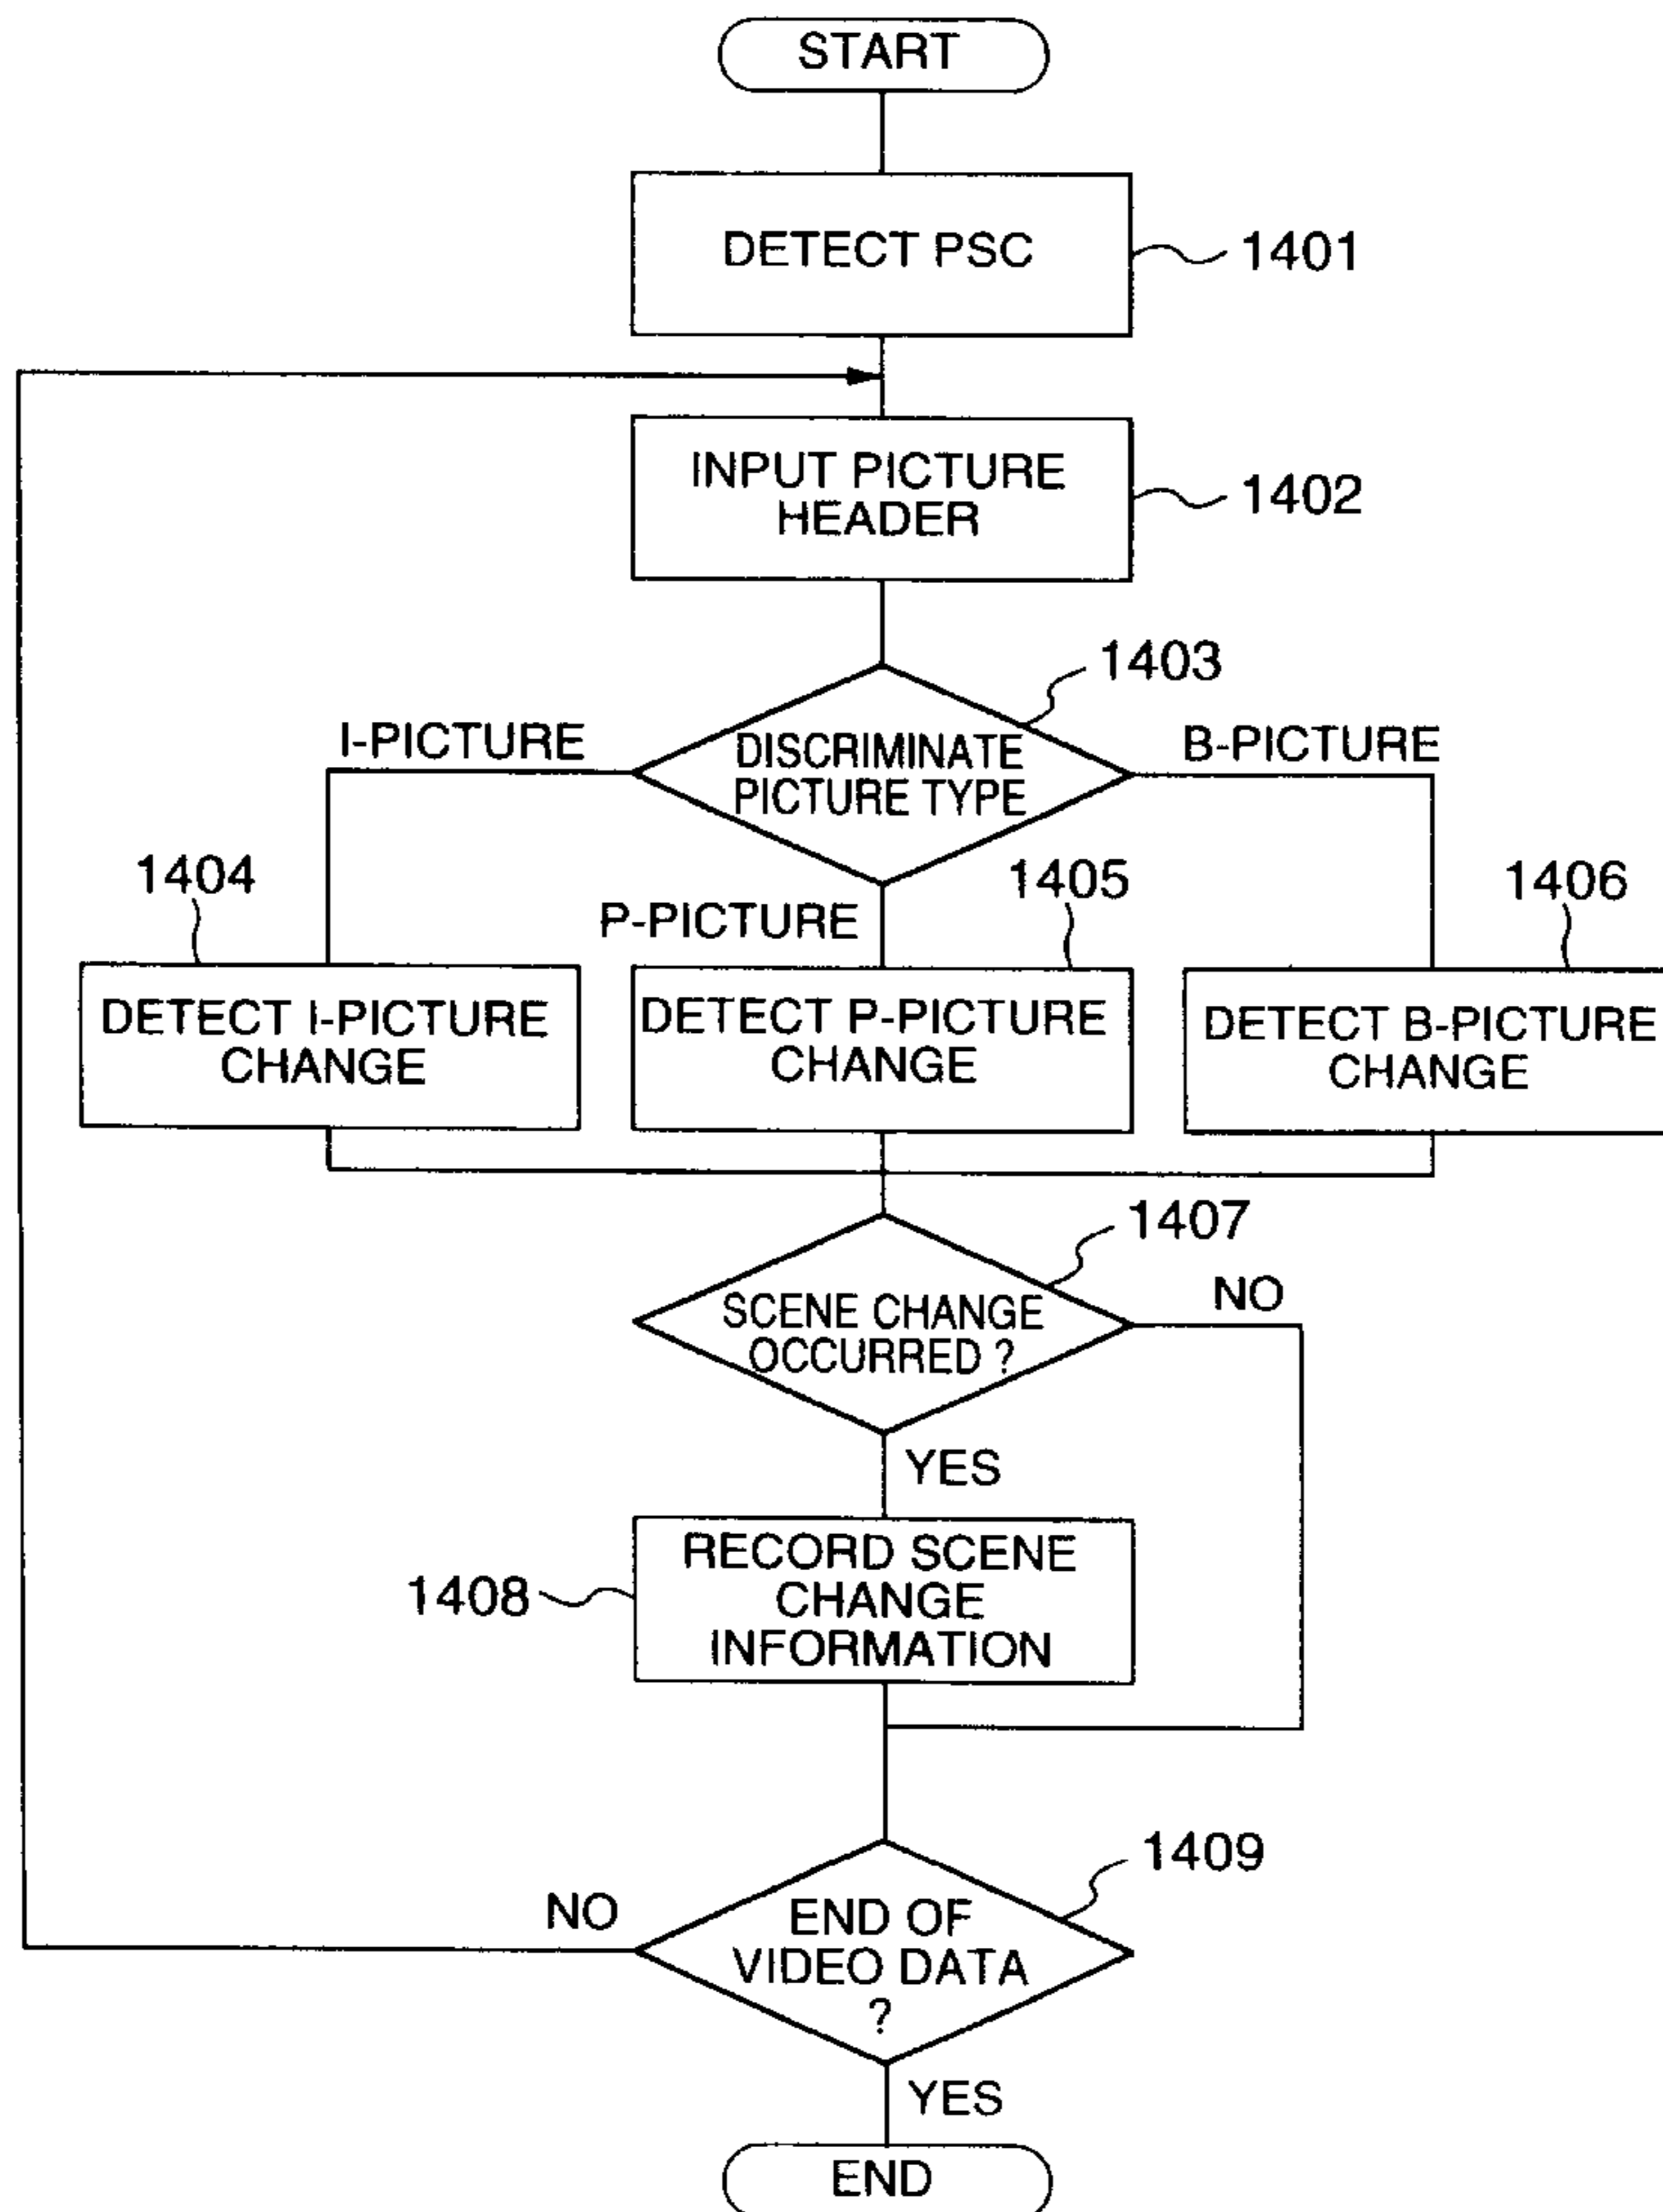 START
DETECT PSC
1401
INPUT PICTURE
HEADER
1402
1403
I-PICTURE
DISCRIMINATE
PICTURE TYPE
B-PICTURE
1404
P-PICTURE
1405
1406
DETECT I-PICTURE
CHANGE
DETECT P-PICTURE
CHANGE
DETECT B-PICTURE
CHANGE
1407
SCENE CHANGE
OCCURRED ?
NO
YES
1408
RECORD SCENE
CHANGE
INFORMATION
1409
NO
END OF
VIDEO DATA
?
YES
END